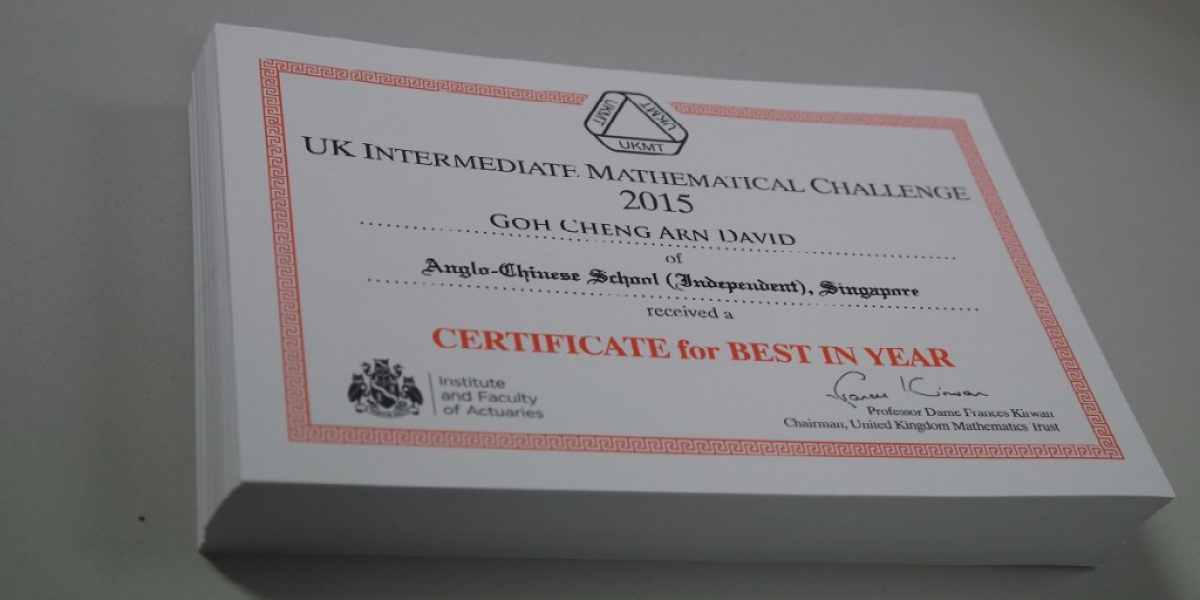 UKMT
UKMT
UKMT
UK INTERMEDIATE MATHEMATICAL CHALLENGE
2015
GOH CHENG ARN DAVID
of
Anglo-Chinese School (Independent), Singapore
received a
CERTIFICATE for BEST IN YEAR
Institute
and Faculty
of Actuaries
Professor Dame Frances Kirwan
Chairman, United Kingdom Mathematics Trust